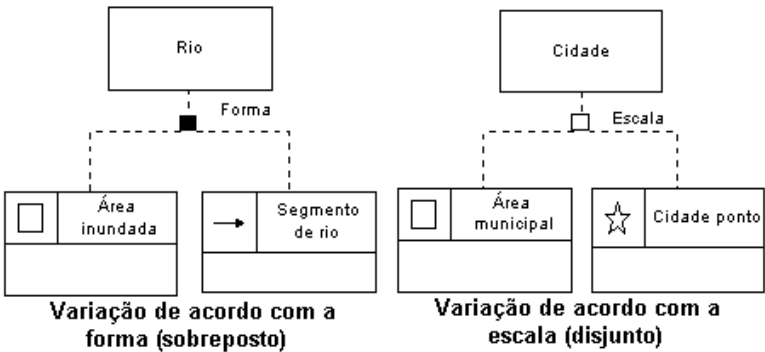 Rio
Forma
Área
inundada
Segmento
de rio
Variação de acordo com a
forma (sobreposto)
Cidade
Escala
Área
municipal
Cidade ponto
Variação de acordo com a
escala (disjunto)